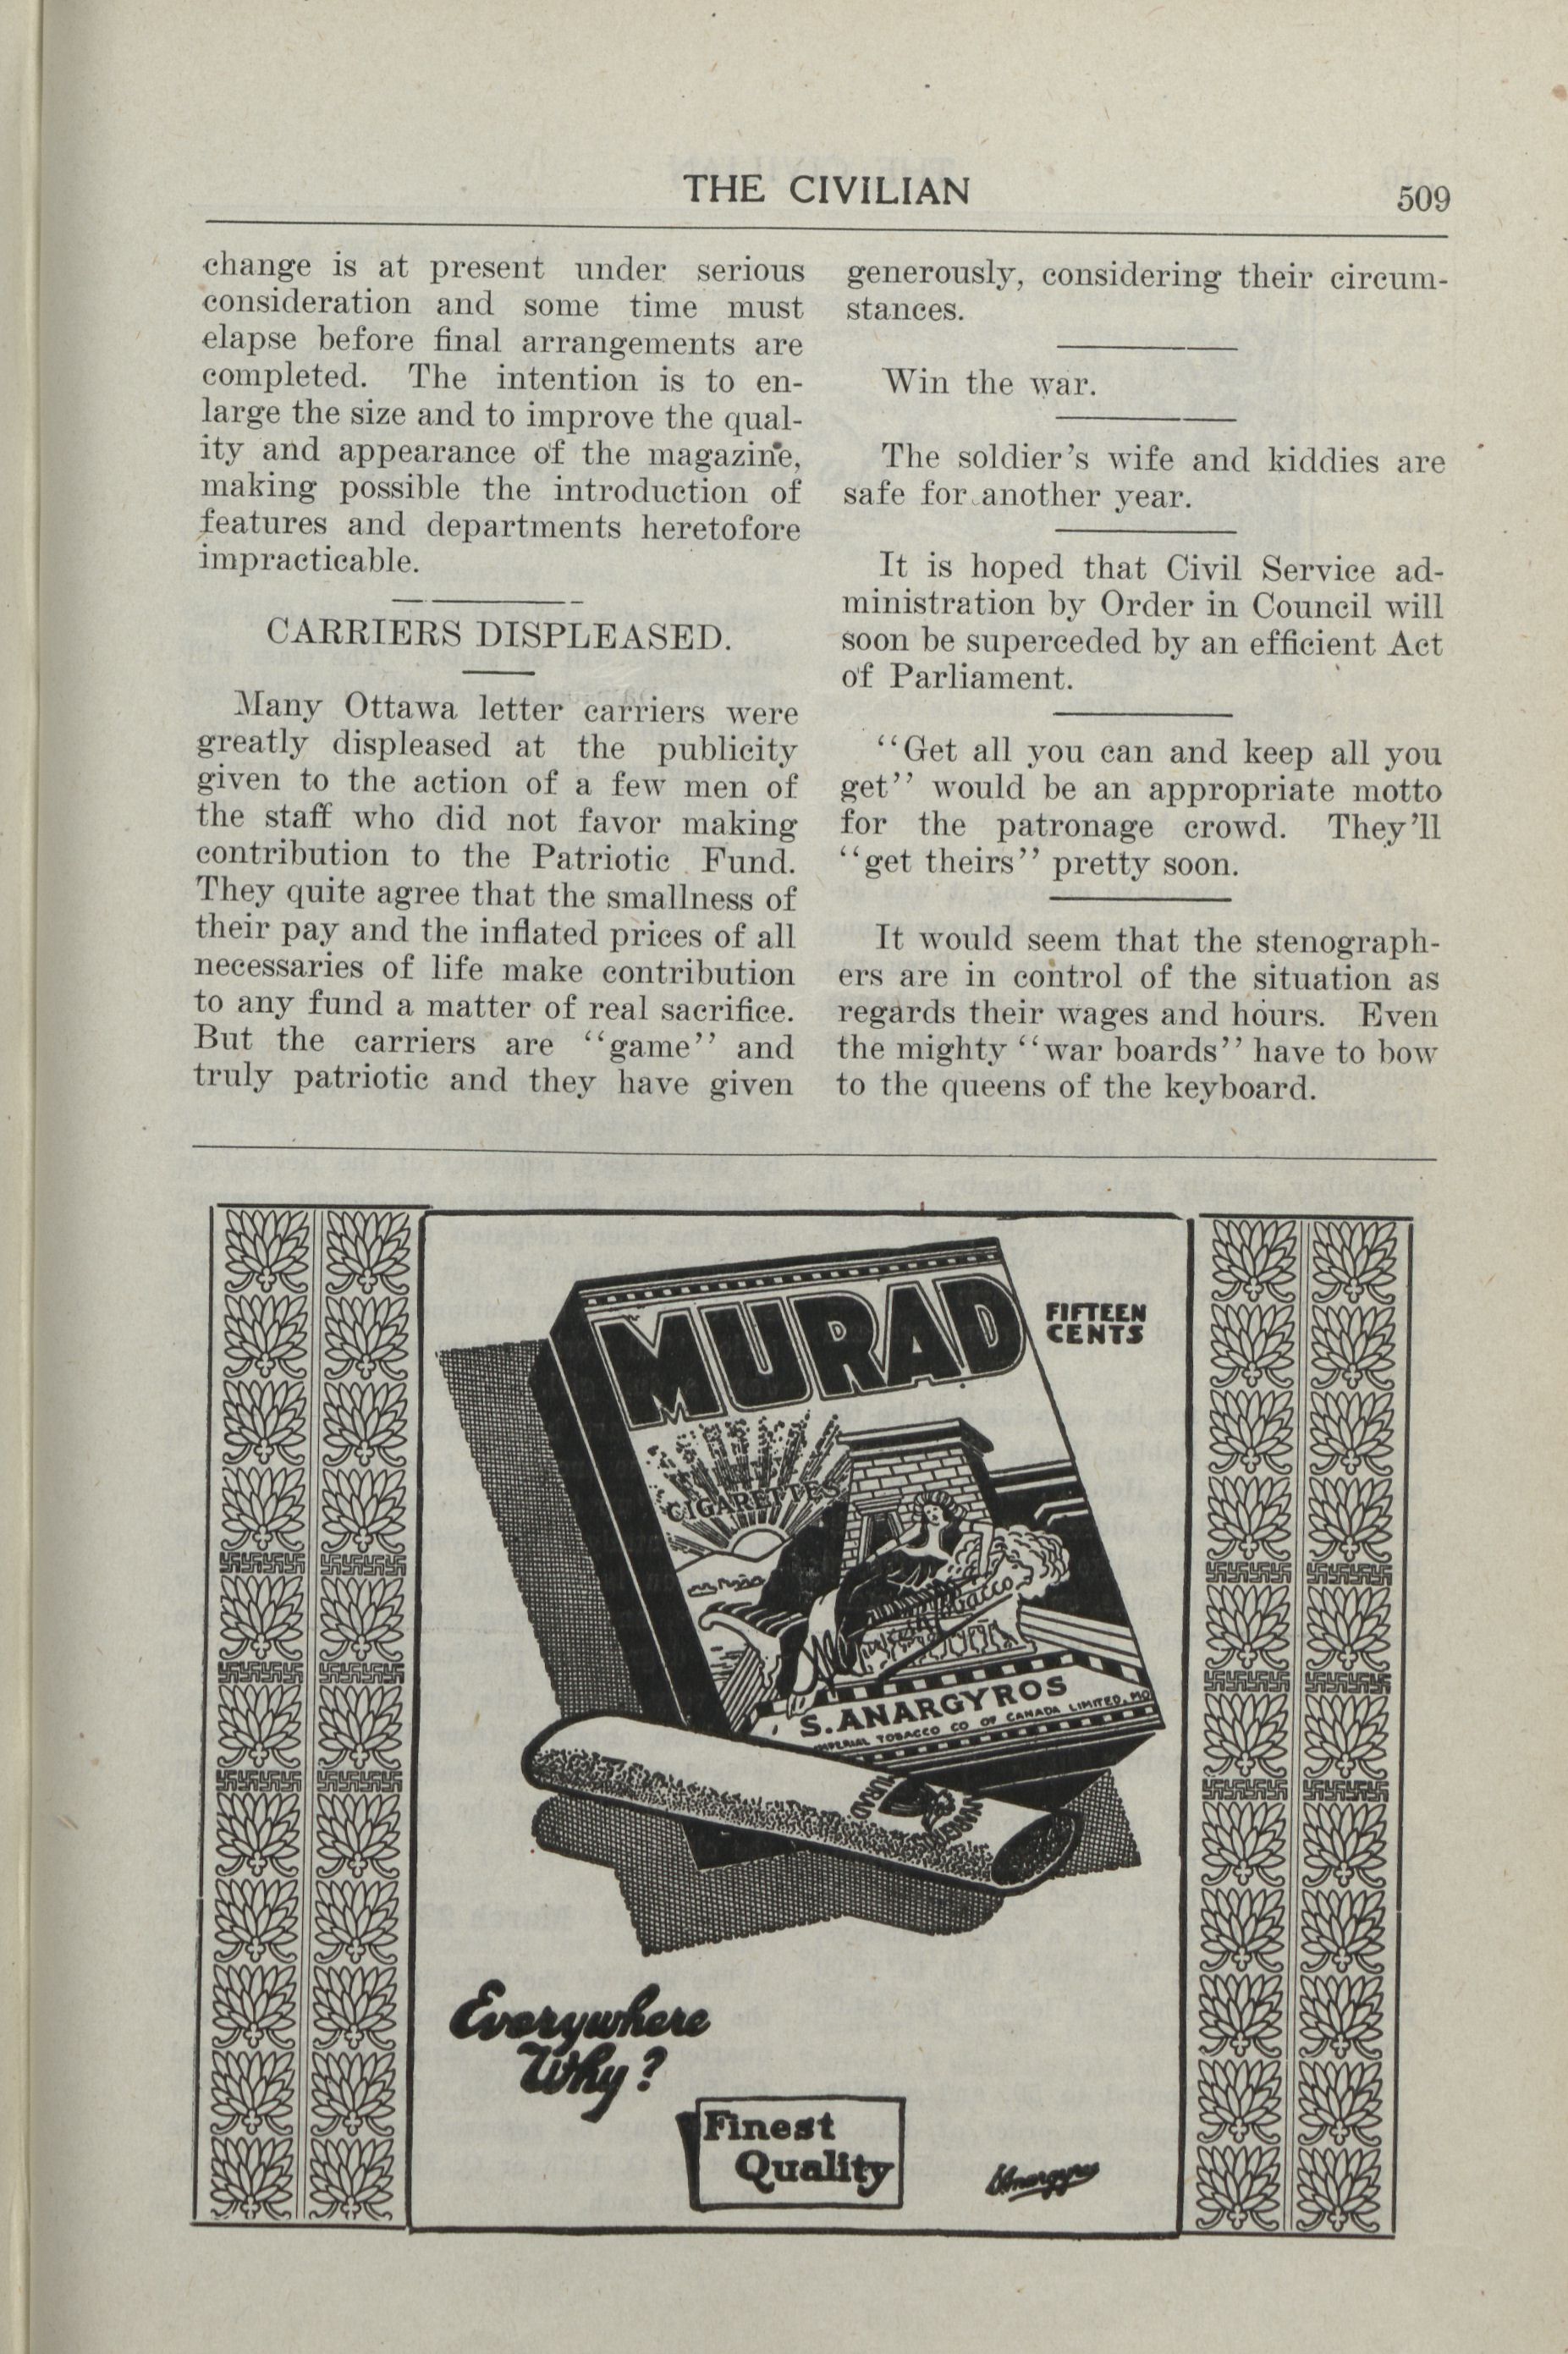 THE CIVILIAN
509
change is at present under serious
consideration and some time must
elapse before final arrangements are
completed. The intention is to en-
large the size and to improve the qual-
ity and appearance of the magazine,
making possible the introduction of
features and departments heretofore
impracticable.
CARRIERS DISPLEASED.
Many Ottawa letter carriers were
greatly displeased at the publicity
given to the action of a few men of
the staff who did not favor making
contribution to the Patriotic Fund.
They quite agree that the smallness of
their pay and the inflated prices of all
necessaries of life make contribution
to any fund a matter of real sacrifice.
But the carriers are "game" and
truly patriotic and they have given
generously, considering their circum-
stances.
Win the war.
The soldier's wife and kiddies are
safe for another year.
It is hoped that Civil Service ad-
ministration by Order in Council will
soon be superceded by an efficient Act
of Parliament.
"Get all you can and keep all you
get" would be an appropriate motto
for the patronage crowd. They'll
"get theirs" pretty soon.
It would seem that the stenograph-
ers are in control of the situation as
regards their wages and hours. Even
the mighty "war boards" have to bow
to the queens of the keyboard.
MURAD
FIFTEEN
CENTS
CIGARETTES
S. ANARGYROS
IMPERIAL TOBACCO CO OF CANADA LIMITED, MO
MURAD
Everywhere
Why?
Finest
Quality
SAnargyros